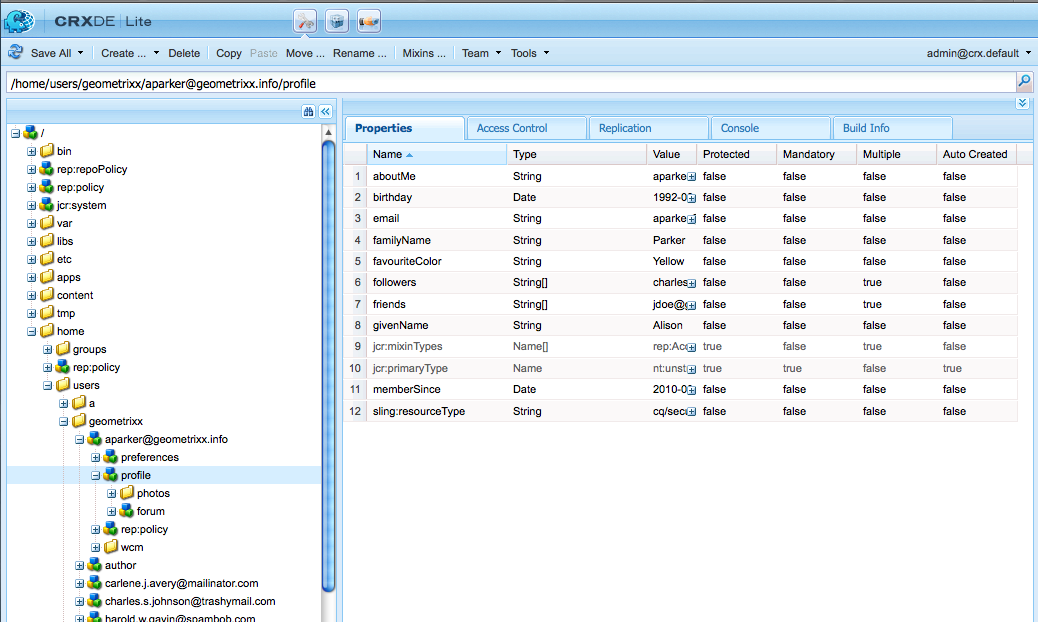 CRXDE | Lite
Save All Create ... Delete Copy Paste Move ... Rename ... Mixins ... Team Tools admin@crx.default
/home/users/geometrixx/aparker@geometrixx.info/profile
/
bin
rep:repoPolicy
rep:policy
jcr:system
var
libs
etc
apps
content
tmp
home
groups
rep:policy
users
a
geometrixx
aparker@geometrixx.info
preferences
profile
photos
forum
rep:policy
wcm
author
carlene.j.avery@mailinator.com
charles.s.johnson@trashymail.com
harold.w.gavin@spambob.com
Properties Access Control Replication Console Build Info
Name Type Value Protected Mandatory Multiple Auto Created
1 aboutMe String aparke false false false false
2 birthday Date 1992-0 false false false false
3 email String aparke false false false false
4 familyName String Parker false false false false
5 favouriteColor String Yellow false false false false
6 followers String[] charles false false true false
7 friends String[] jdoe@g false false true false
8 givenName String Alison false false false false
9 jcr:mixinTypes Name[] rep:Acc true false true false
10 jcr:primaryType Name nt:unst true true false true
11 memberSince Date 2010-0 false false false false
12 sling:resourceType String cq/secu false false false false